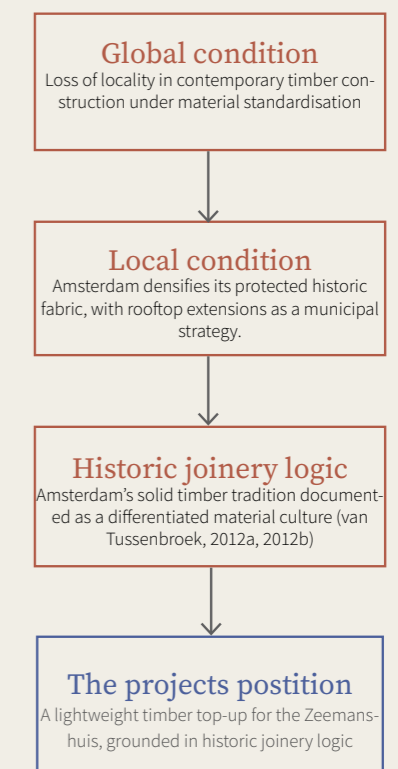 Global condition
Loss of locality in contemporary timber con-
struction under material standardisation
Local condition
Amsterdam densifies its protected historic
fabric, with rooftop extensions as a municipal
strategy.
Historic joinery logic
Amsterdam's solid timber tradition document-
ed as a differentiated material culture (van
Tussenbroek, 2012a, 2012b)
The projects postition
A lightweight timber top-up for the Zeemans-
huis, grounded in historic joinery logic